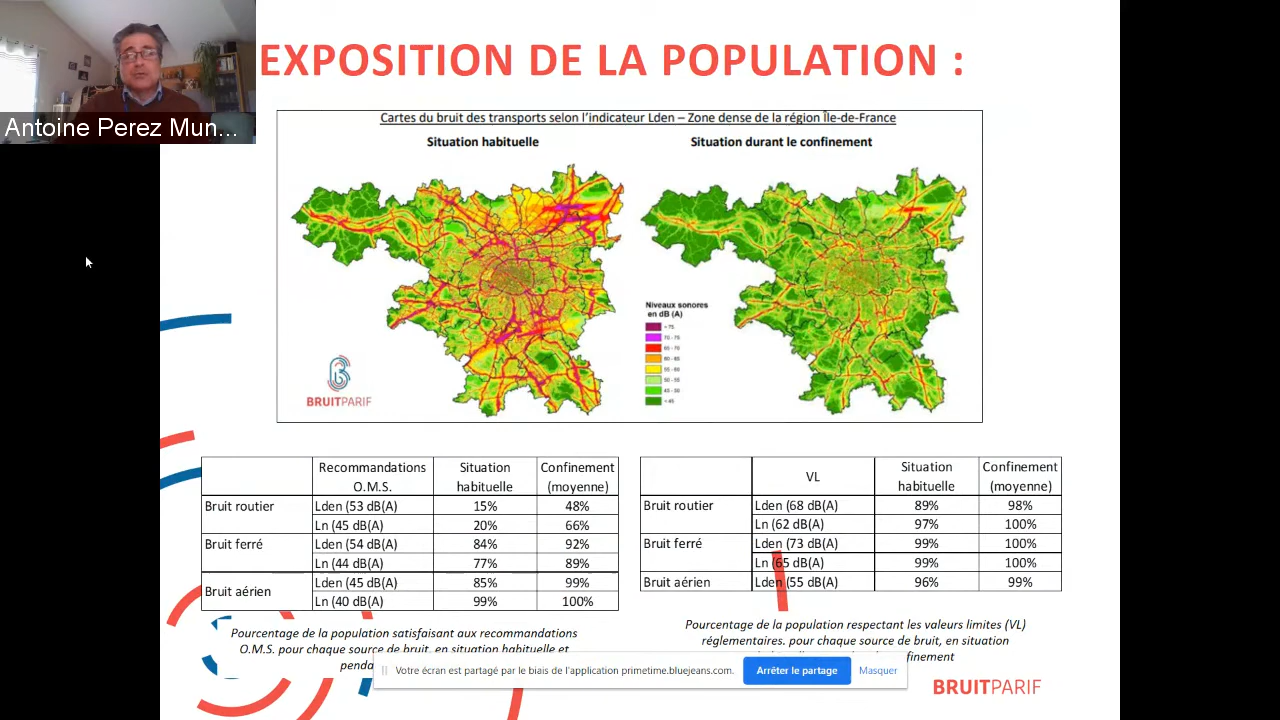 EXPOSITION DE LA POPULATION :
Antoine Perez Mun...
Cartes du bruit des transports selon l'indicateur Lden – Zone dense de la région Île-de-France
Situation habituelle
Situation durant le confinement
Niveaux sonores
en dB (A)
70 - 75
55 - 60
50 - 55
45 - 50
BRUITPARIF
Recommandations
O.M.S.
Situation
habituelle
Confinement
(moyenne)
Bruit routier
Lden (53 dB(A)
15%
48%
Ln (45 dB(A)
20%
66%
Bruit ferré
Lden (54 dB(A)
84%
92%
Ln (44 dB(A)
77%
89%
Bruit aérien
Lden (45 dB(A)
85%
99%
Ln (40 dB(A)
99%
100%
VL
Situation
habituelle
Confinement
(moyenne)
Bruit routier
Lden (68 dB(A)
89%
98%
Ln (62 dB(A)
97%
100%
Bruit ferré
Lden (73 dB(A)
99%
100%
Ln (65 dB(A)
99%
100%
Bruit aérien
Lden (55 dB(A)
96%
99%
Pourcentage de la population satisfaisant aux recommandations
O.M.S. pour chaque source de bruit, en situation habituelle et
Pourcentage de la population respectant les valeurs limites (VL)
réglementaires. pour chaque source de bruit, en situation
Votre écran est partagé par le biais de l'application primetime.bluejeans.com.
Arrêter le partage
Masquer
BRUITPARIF